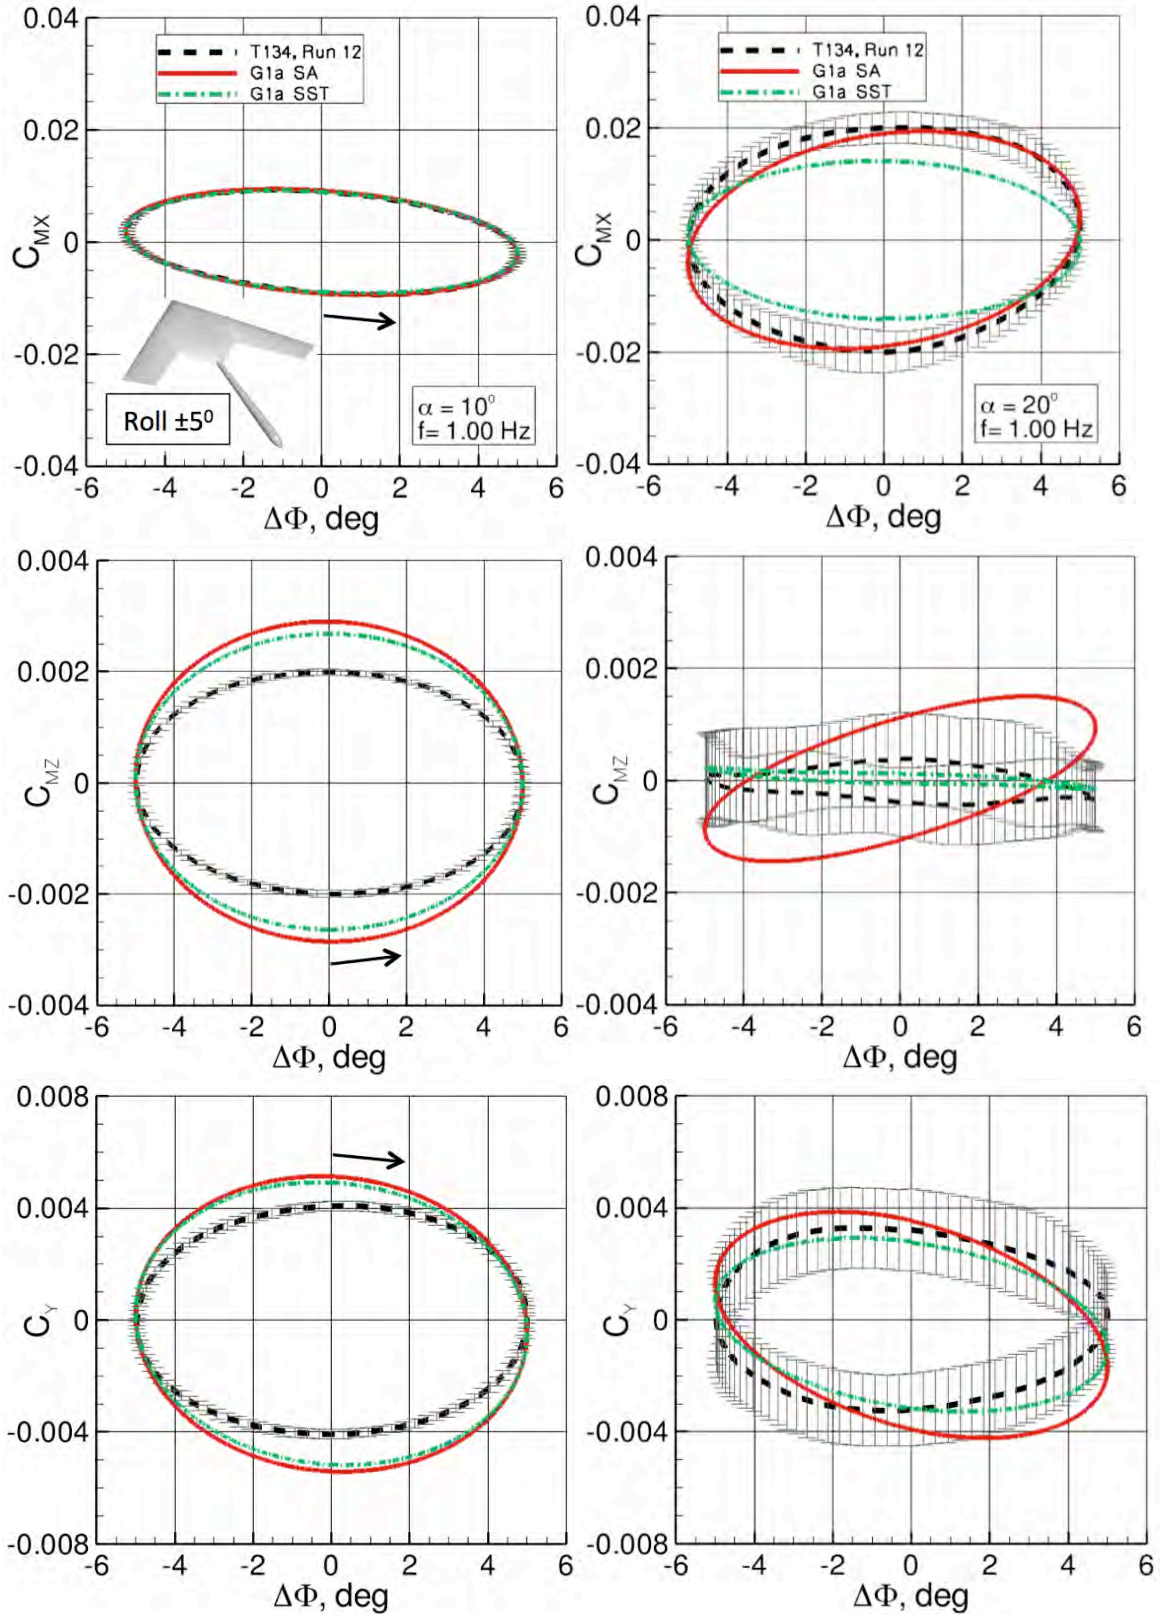 0.04
0.02
0
-0.02
-0.04
C_MX
T134, Run 12
G1a SA
G1a SST
Roll ±5⁰
α = 10°
f= 1.00 Hz
-6 -4 -2 0 2 4 6
ΔΦ, deg
0.04
0.02
0
-0.02
-0.04
C_MX
T134, Run 12
G1a SA
G1a SST
α = 20°
f= 1.00 Hz
-6 -4 -2 0 2 4 6
ΔΦ, deg
0.004
0.002
0
-0.002
-0.004
C_MZ
-6 -4 -2 0 2 4 6
ΔΦ, deg
0.004
0.002
0
-0.002
-0.004
C_MZ
-6 -4 -2 0 2 4 6
ΔΦ, deg
0.008
0.004
0
-0.004
-0.008
C_Y
-6 -4 -2 0 2 4 6
ΔΦ, deg
0.008
0.004
0
-0.004
-0.008
C_Y
-6 -4 -2 0 2 4 6
ΔΦ, deg